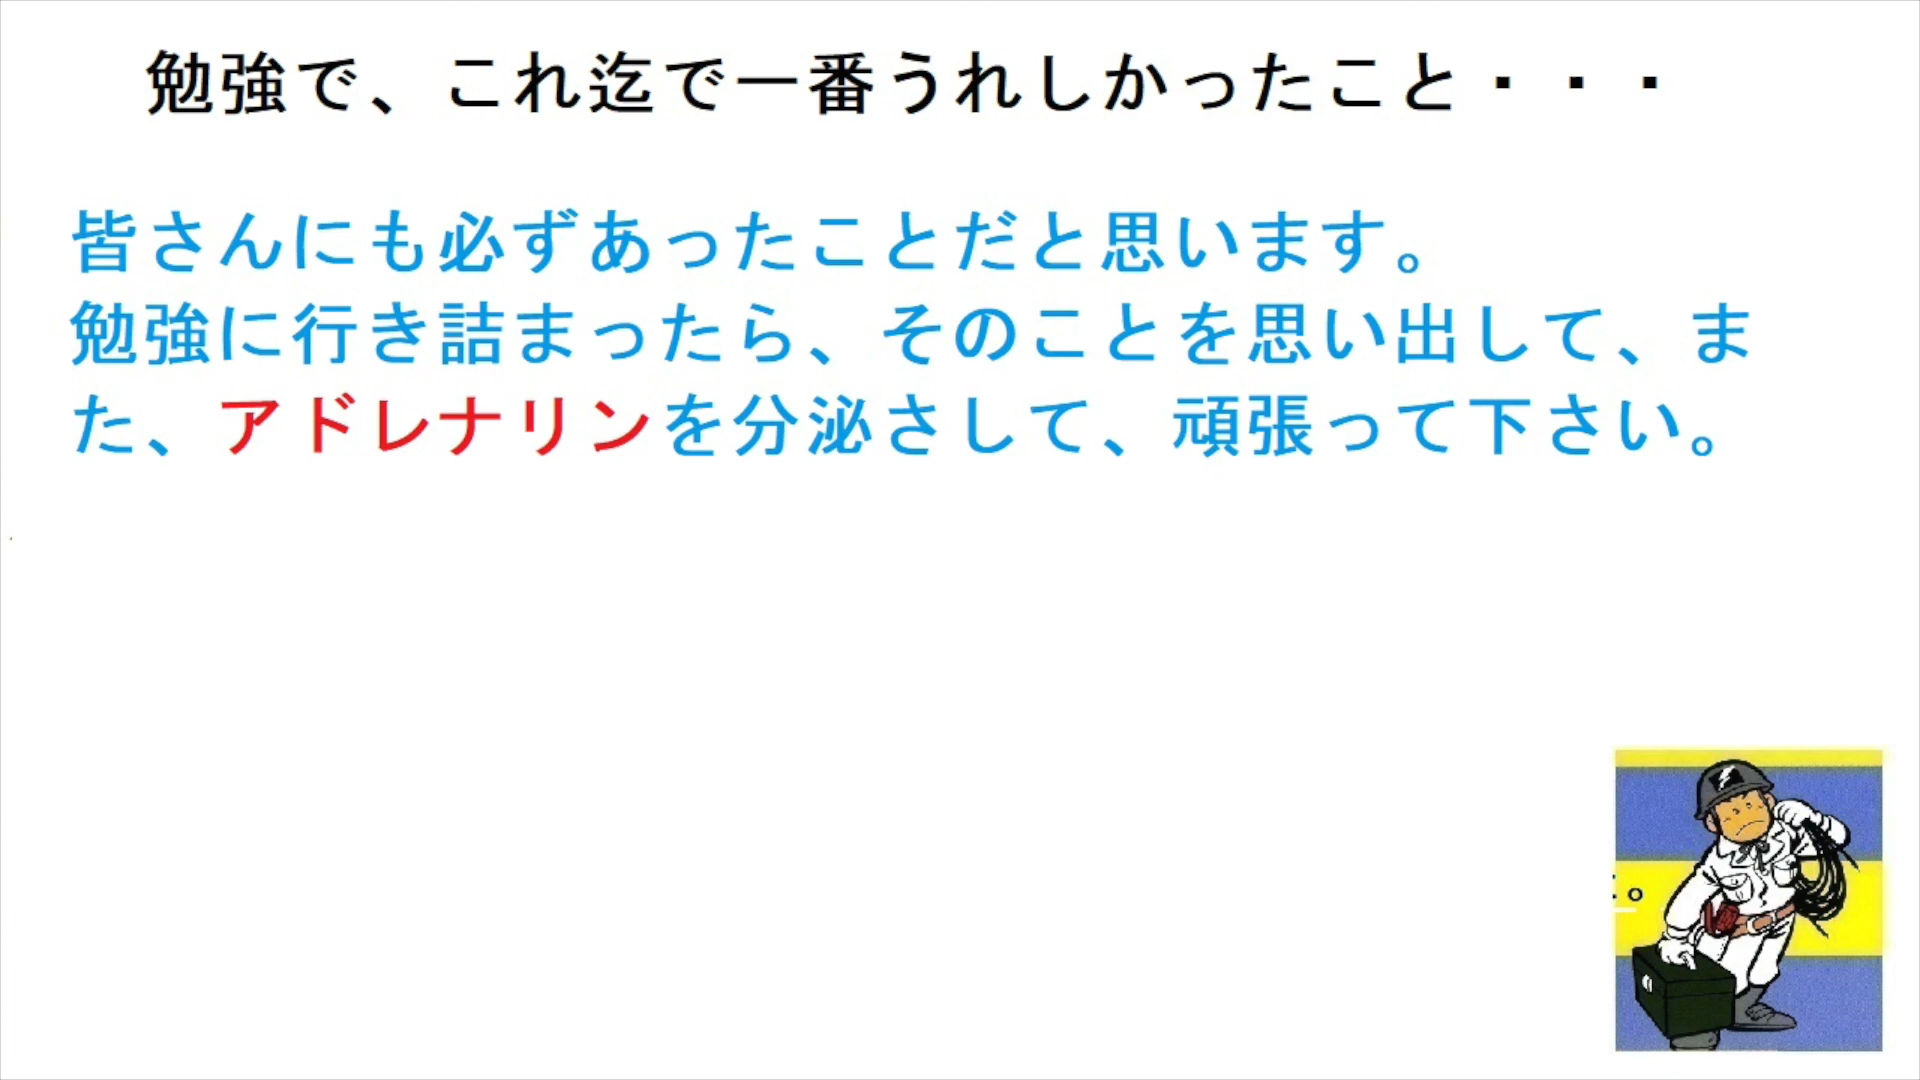 勉強で、これ迄で一番うれしかったこと・・・
皆さんにも必ずあったことだと思います。
勉強に行き詰まったら、そのことを思い出して、ま
た、アドレナリンを分泌さして、頑張って下さい。
。